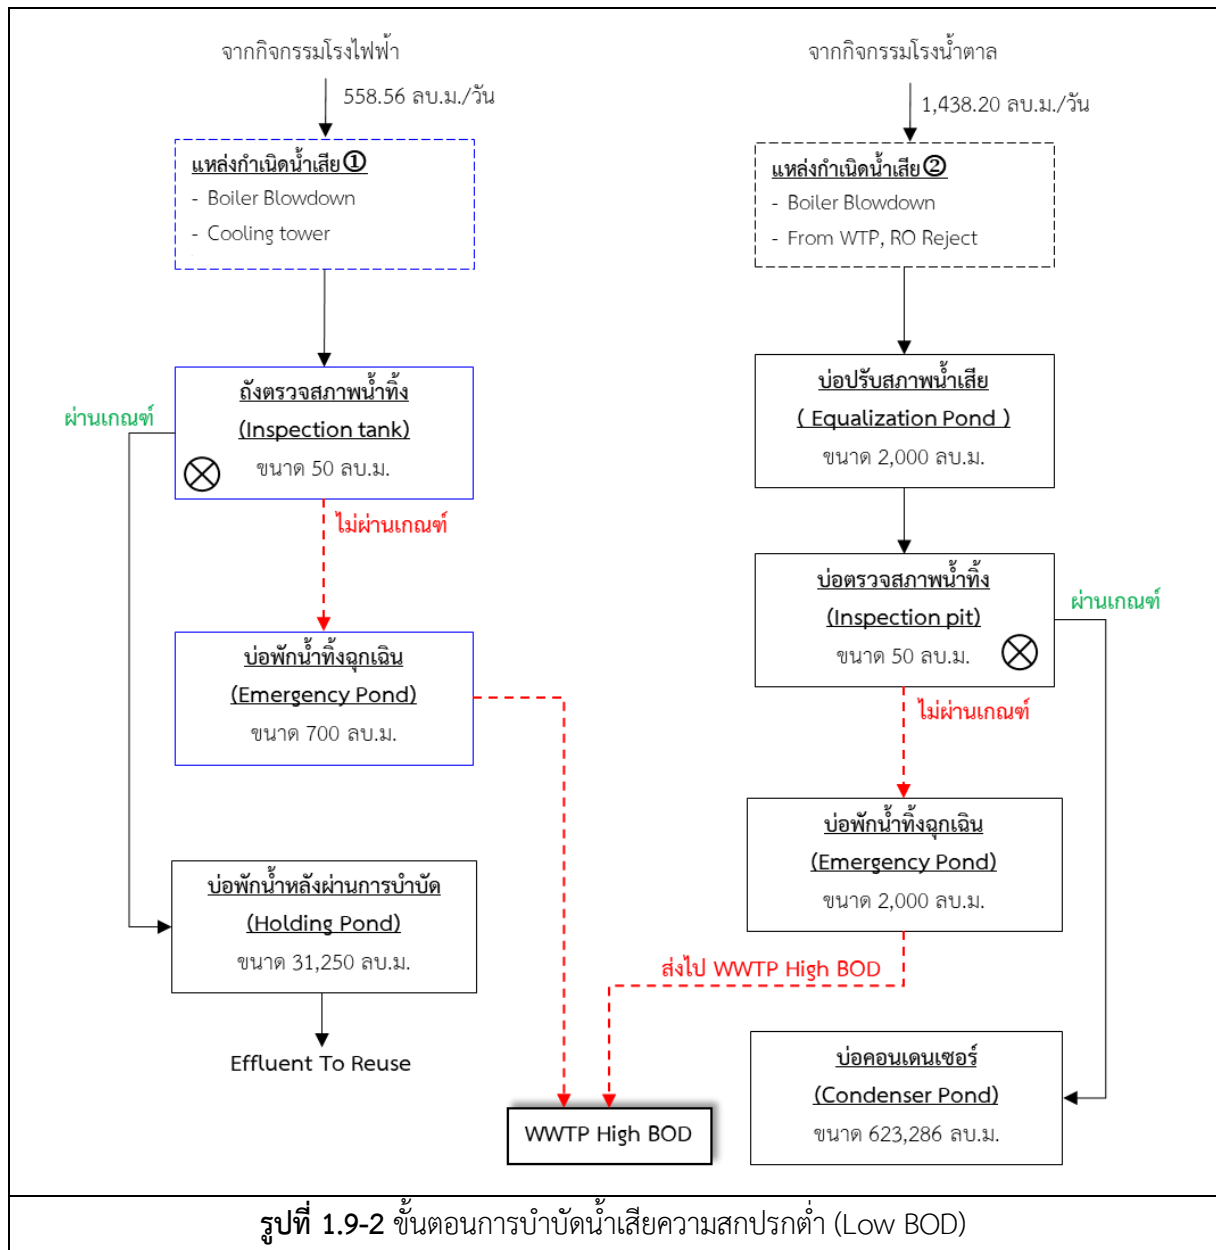 จากกิจกรรมโรงไฟฟ้า
558.56 ลบ.ม./วัน
แหล่งกำเนิดน้ำเสีย①
- Boiler Blowdown
- Cooling tower
ถังตรวจสภาพน้ำทิ้ง
(Inspection tank)
ขนาด 50 ลบ.ม.
ผ่านเกณฑ์
ไม่ผ่านเกณฑ์
บ่อพักน้ำทิ้งฉุกเฉิน
(Emergency Pond)
ขนาด 700 ลบ.ม.
บ่อพักน้ำหลังผ่านการบำบัด
(Holding Pond)
ขนาด 31,250 ลบ.ม.
Effluent To Reuse
จากกิจกรรมโรงน้ำตาล
1,438.20 ลบ.ม./วัน
แหล่งกำเนิดน้ำเสีย②
- Boiler Blowdown
- From WTP, RO Reject
บ่อปรับสภาพน้ำเสีย
( Equalization Pond )
ขนาด 2,000 ลบ.ม.
บ่อตรวจสภาพน้ำทิ้ง
(Inspection pit)
ขนาด 50 ลบ.ม.
ผ่านเกณฑ์
ไม่ผ่านเกณฑ์
บ่อพักน้ำทิ้งฉุกเฉิน
(Emergency Pond)
ขนาด 2,000 ลบ.ม.
ส่งไป WWTP High BOD
บ่อคอนเดนเซอร์
(Condenser Pond)
ขนาด 623,286 ลบ.ม.
WWTP High BOD
รูปที่ 1.9-2 ขั้นตอนการบำบัดน้ำเสียความสกปรกต่ำ (Low BOD)